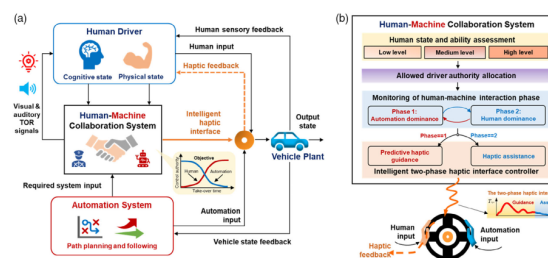 (a)
Human Driver
Cognitive state
Physical state
Human sensory feedback
Human input
Haptic feedback
Visual &
auditory
TOR
signals
Human-Machine
Collaboration System
Intelligent
haptic
interface
Output
state
Vehicle Plant
Control authority
Objective
Human
Automation
Take-over time
Required system input
Automation System
Path planning and following
Automation
input
Vehicle state feedback
(b)
Human-Machine Collaboration System
Human state and ability assessment
Low level
Medium level
High level
Allowed driver authority allocation
Monitoring of human-machine interaction phase
Phase 1:
Automation dominance
Phase 2:
Human dominance
Phase==1
Phase==2
Predictive haptic
guidance
Haptic assistance
Intelligent two-phase haptic interface controller
The two-phase haptic
Guidance
Human
input
Automation
input
Haptic
feedback